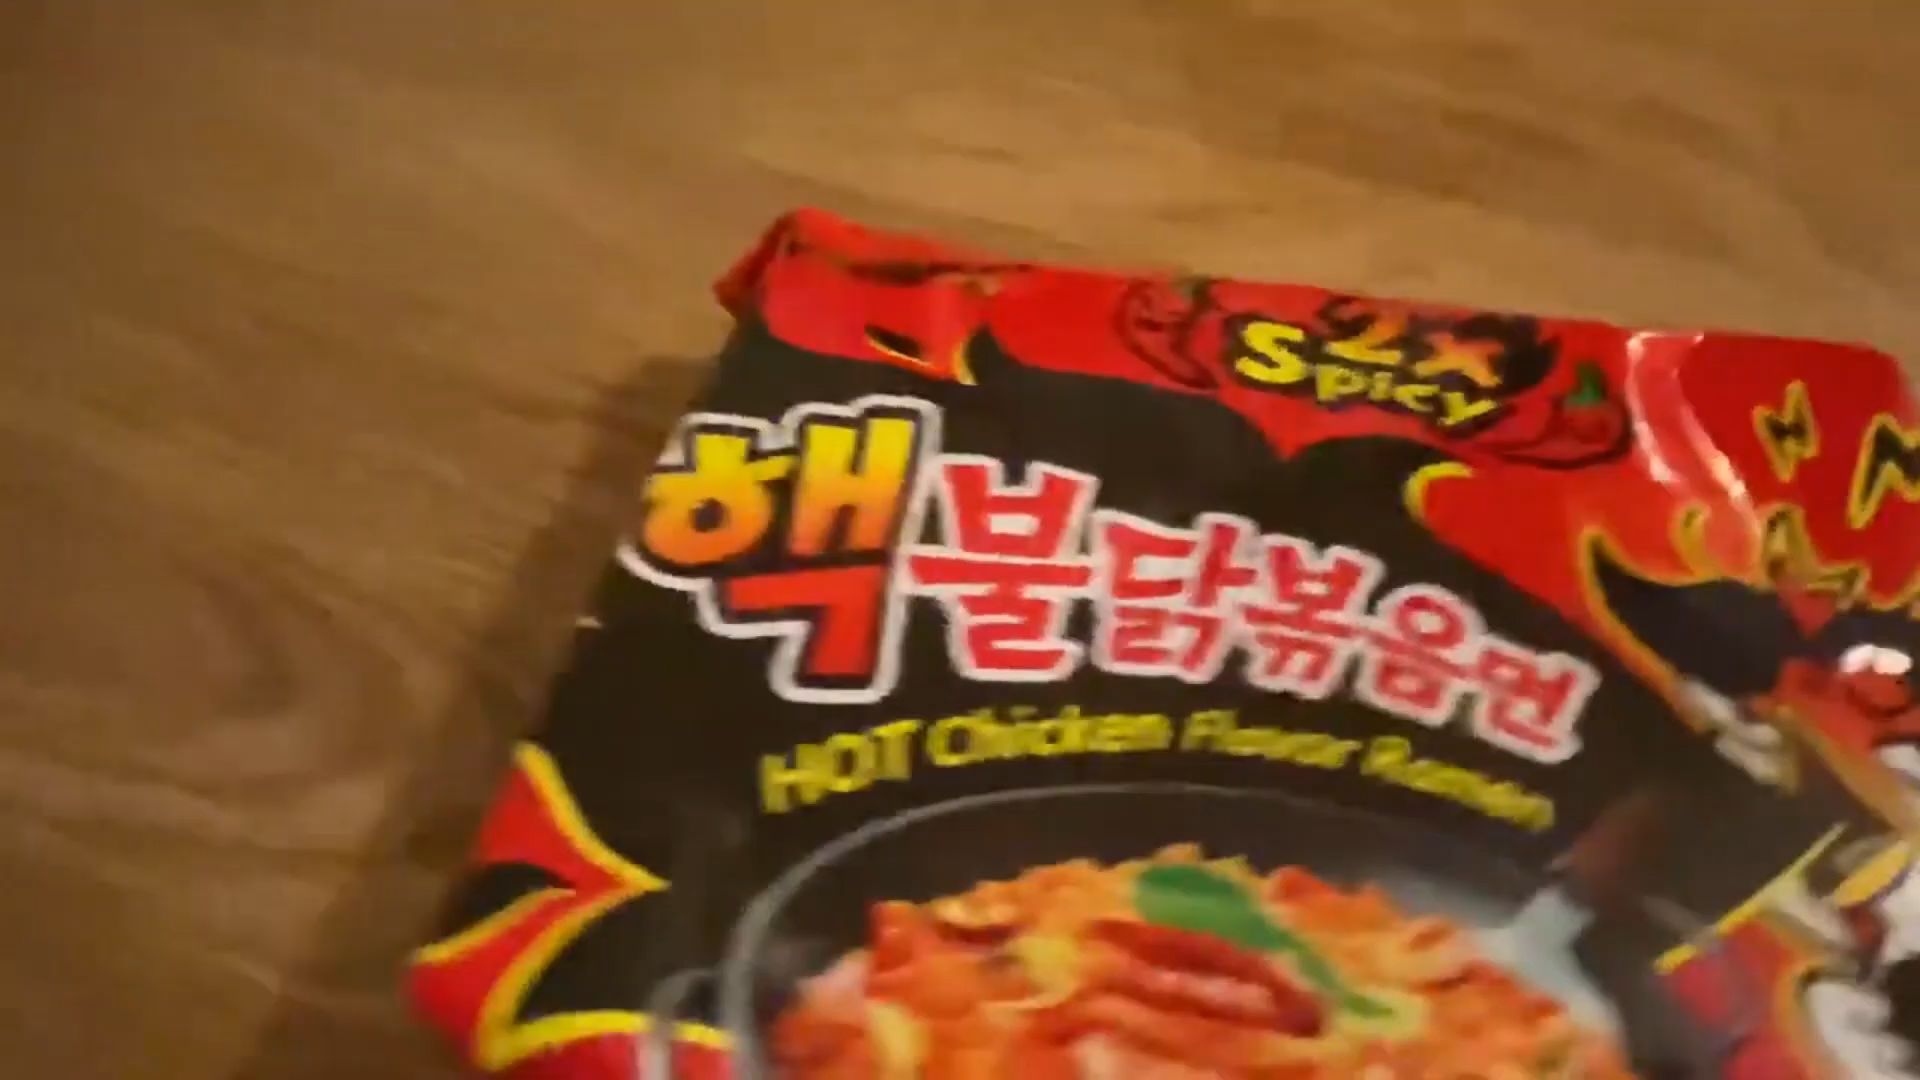 2x
Spicy
핵불닭볶음면
HOT Chicken Flavor Ramen